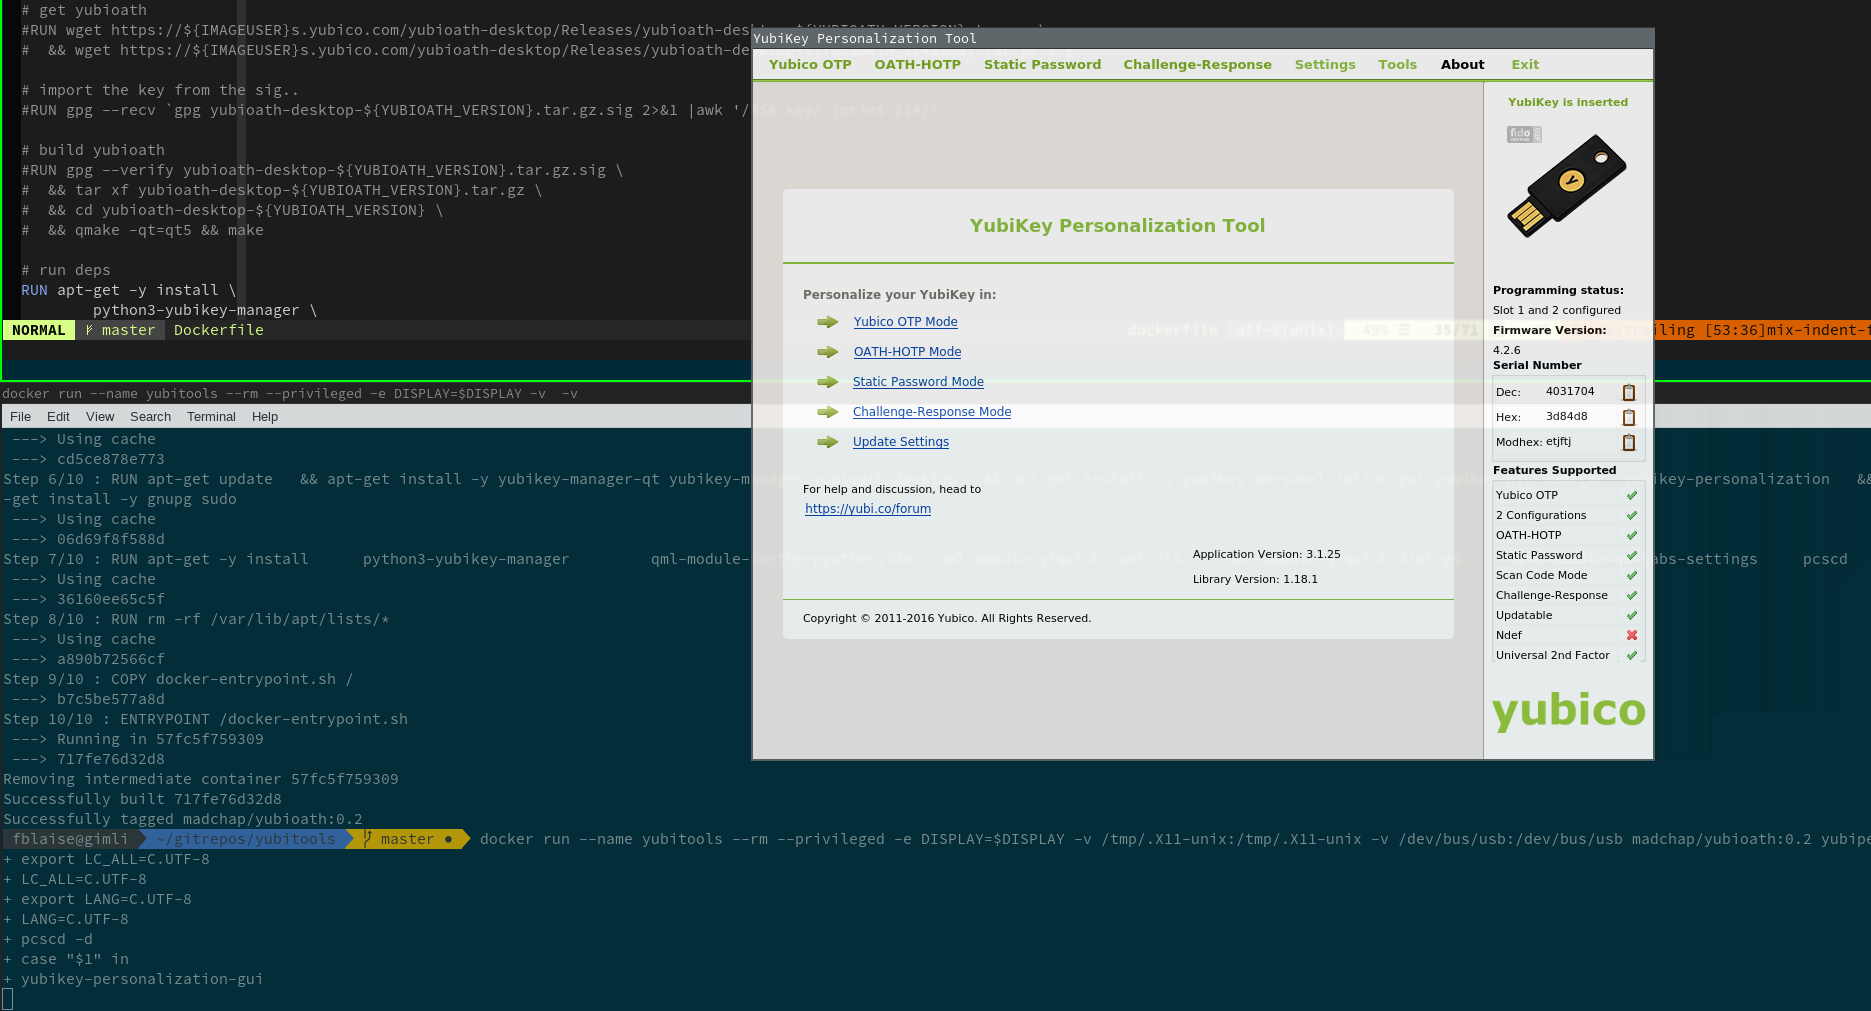 # get yubioath
#RUN wget https://${IMAGEUSER}s.yubico.com/yubioath-desktop/Releases/yubioath-des
#  && wget https://${IMAGEUSER}s.yubico.com/yubioath-desktop/Releases/yubioath-de
# import the key from the sig..
#RUN gpg --recv `gpg yubioath-desktop-${YUBIOATH_VERSION}.tar.gz.sig 2>&1 |awk '/RSA key/ {print $14}'`
# build yubioath
#RUN gpg --verify yubioath-desktop-${YUBIOATH_VERSION}.tar.gz.sig \
#  && tar xf yubioath-desktop-${YUBIOATH_VERSION}.tar.gz \
#  && cd yubioath-desktop-${YUBIOATH_VERSION} \
#  && qmake -qt=qt5 && make
# run deps
RUN apt-get -y install \
python3-yubikey-manager \
NORMAL master Dockerfile dockerfile [utf-8[unix] 49% ☰ 35/71 iling [53:36]mix-indent-f
docker run --name yubitools --rm --privileged -e DISPLAY=$DISPLAY -v  -v
File Edit View Search Terminal Help
---> Using cache
---> cd5ce878e773
Step 6/10 : RUN apt-get update   && apt-get install -y yubikey-manager-qt yubikey-m ikey-personalization   &&
-get install -y gnupg sudo
---> Using cache
---> 06d69f8f588d
Step 7/10 : RUN apt-get -y install      python3-yubikey-manager         qml-module- abs-settings     pcscd
---> Using cache
---> 36160ee65c5f
Step 8/10 : RUN rm -rf /var/lib/apt/lists/*
---> Using cache
---> a890b72566cf
Step 9/10 : COPY docker-entrypoint.sh /
---> b7c5be577a8d
Step 10/10 : ENTRYPOINT /docker-entrypoint.sh
---> Running in 57fc5f759309
---> 717fe76d32d8
Removing intermediate container 57fc5f759309
Successfully built 717fe76d32d8
Successfully tagged madchap/yubioath:0.2
fblaise@gimli ~/gitrepos/yubitools master ● docker run --name yubitools --rm --privileged -e DISPLAY=$DISPLAY -v /tmp/.X11-unix:/tmp/.X11-unix -v /dev/bus/usb:/dev/bus/usb madchap/yubioath:0.2 yubipe
+ export LC_ALL=C.UTF-8
+ LC_ALL=C.UTF-8
+ export LANG=C.UTF-8
+ LANG=C.UTF-8
+ pcscd -d
+ case "$1" in
+ yubikey-personalization-gui
YubiKey Personalization Tool
Yubico OTP OATH-HOTP Static Password Challenge-Response Settings Tools About Exit
YubiKey Personalization Tool
Personalize your YubiKey in:
Yubico OTP Mode
OATH-HOTP Mode
Static Password Mode
Challenge-Response Mode
Update Settings
For help and discussion, head to
https://yubi.co/forum
Application Version: 3.1.25
Library Version: 1.18.1
Copyright © 2011-2016 Yubico. All Rights Reserved.
YubiKey is inserted
fido
y
Programming status:
Slot 1 and 2 configured
Firmware Version:
4.2.6
Serial Number
Dec: 4031704
Hex: 3d84d8
Modhex: etjftj
Features Supported
Yubico OTP
2 Configurations
OATH-HOTP
Static Password
Scan Code Mode
Challenge-Response
Updatable
Ndef
Universal 2nd Factor
yubico